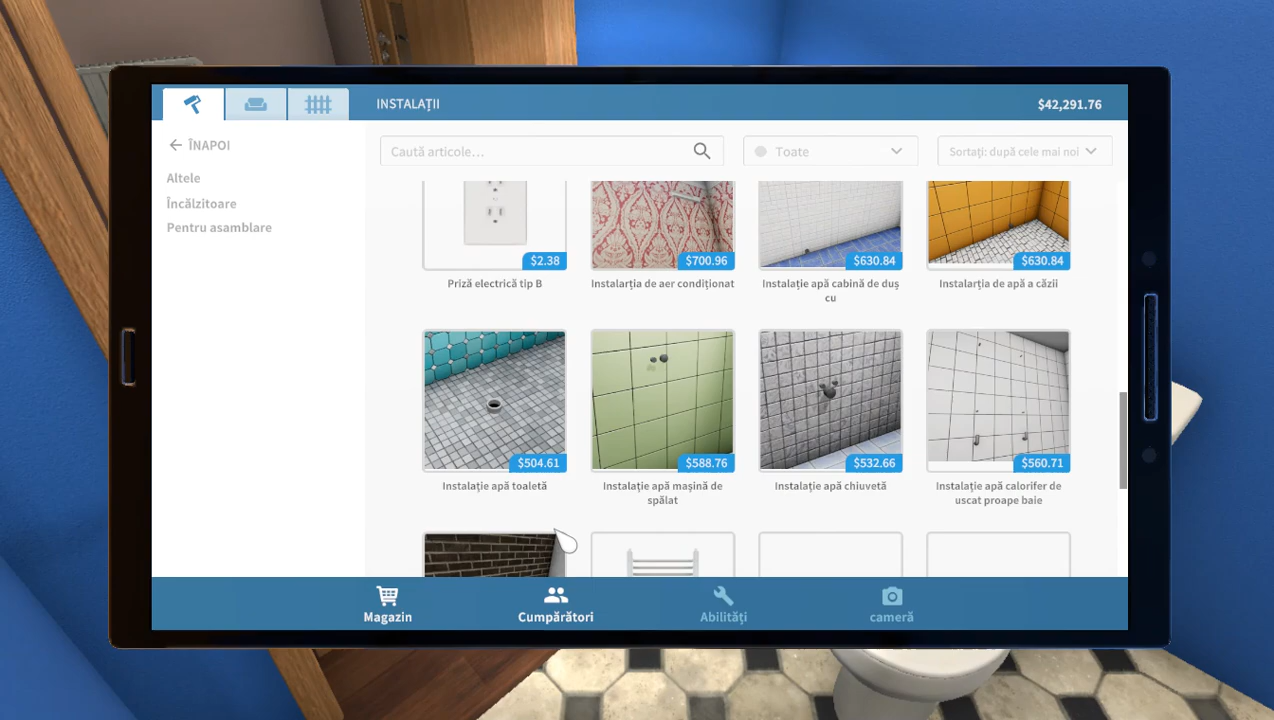 INSTALAȚII
$42,291.76
ÎNAPOI
Caută articole...
Toate
Sortați: după cele mai noi
Altele
Încălzitoare
Pentru asamblare
$2.38
$700.96
$630.84
$630.84
Priză electrică tip B
Instalarția de aer condiționat
Instalație apă cabină de duș
cu
Instalarția de apă a căzii
$504.61
$588.76
$532.66
$560.71
Instalație apă toaletă
Instalație apă mașină de
spălat
Instalație apă chiuvetă
Instalație apă calorifer de
uscat proape baie
Magazin
Cumpărători
Abilități
cameră